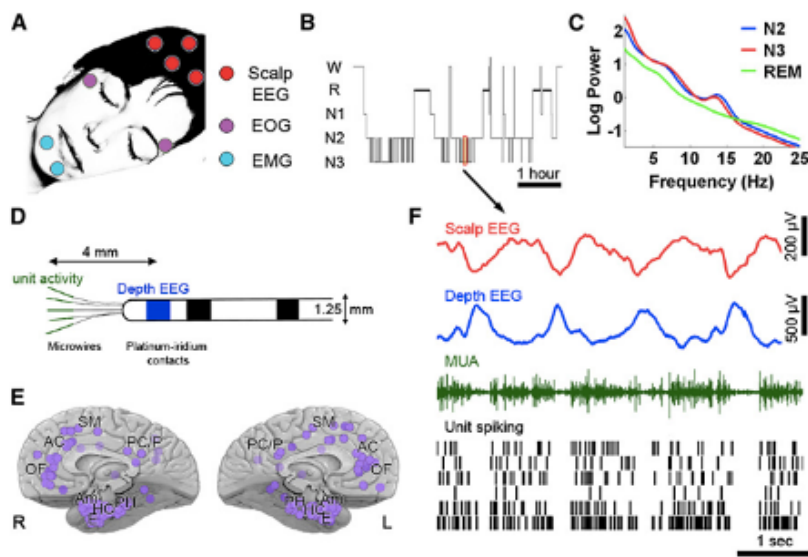 A
Scalp
EEG
EOG
EMG
B
W
R
N1
N2
N3
1 hour
C
2
1
0
-1
Log Power
5 10 15 20 25
Frequency (Hz)
N2
N3
REM
D
4 mm
unit activity
Depth EEG
1.25 mm
Microwires
Platinum-iridium
contacts
E
SM
AC
PC/P
OF
Am
HC
PH
E
R
SM
PC/P
AC
OF
Am
PH
HC
E
L
F
Scalp EEG
200 µV
Depth EEG
500 µV
MUA
Unit spiking
1 sec